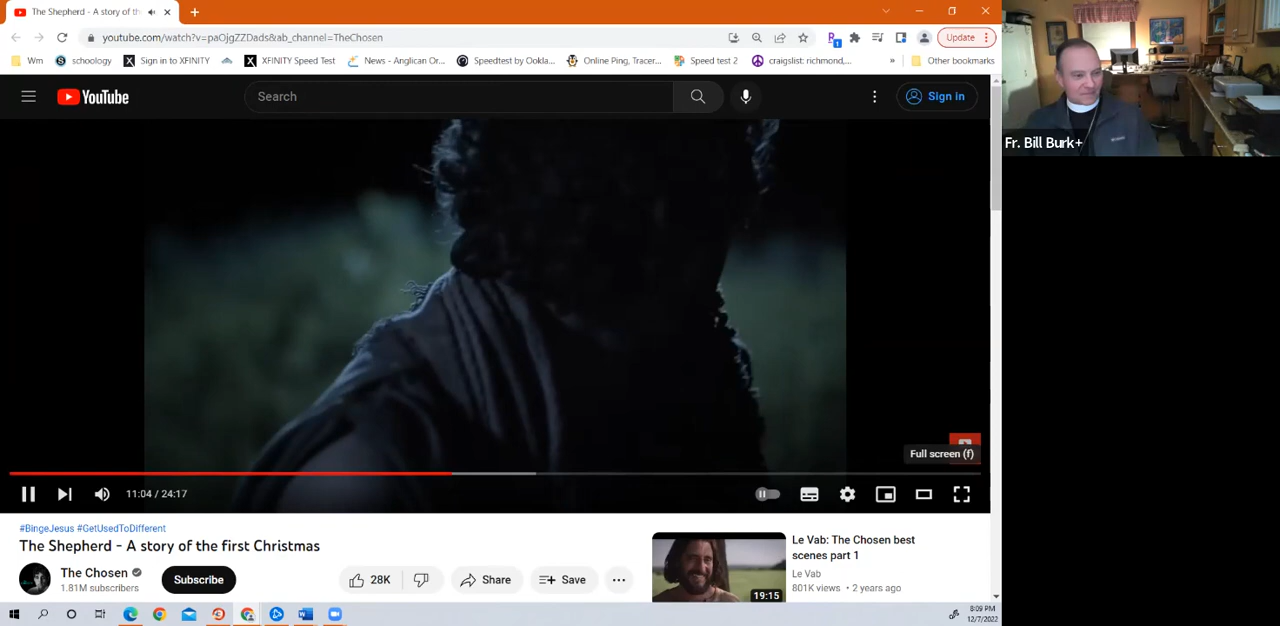 The Shepherd - A story of th
youtube.com/watch?v=paOjgZZDads&ab_channel=TheChosen
Update
Wm
schoology
Sign in to XFINITY
XFINITY Speed Test
News - Anglican Or...
Speedtest by Ookla...
Online Ping, Tracer...
Speed test 2
craigslist: richmond,...
»
Other bookmarks
YouTube
Search
Sign in
Fr. Bill Burk+
Full screen (f)
11:04 / 24:17
#BingeJesus #GetUsedToDifferent
The Shepherd - A story of the first Christmas
The Chosen
1.81M subscribers
Subscribe
28K
Share
Save
Le Vab: The Chosen best
scenes part 1
Le Vab
801K views • 2 years ago
19:15
8:09 PM
12/7/2022